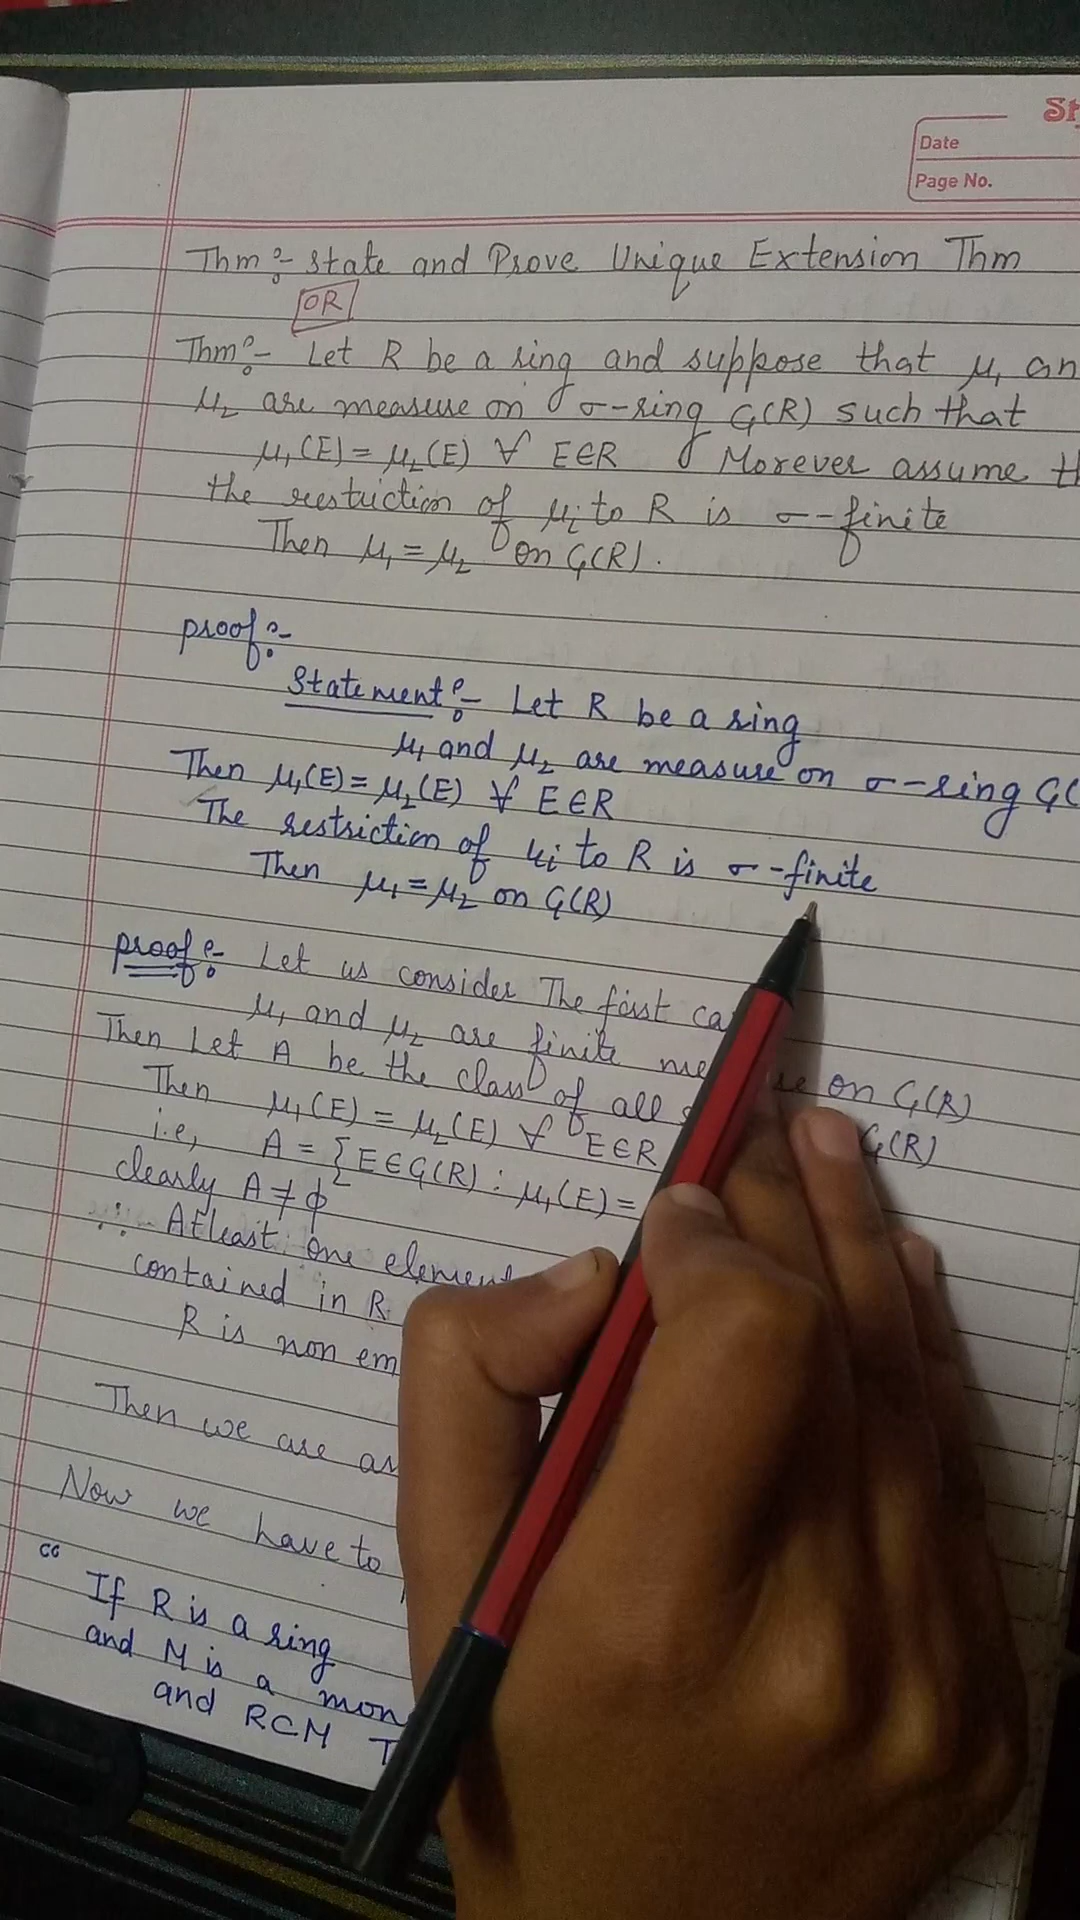 Date
Page No.
Thm:- State and Prove Unique Extension Thm
OR
Thm:- Let R be a ring and suppose that μ₁
μ₂ are measure on σ-ring G(R) such that
μ₁(E) = μ₂(E) ∀ E∈R Morever assume
the restriction of μi to R is σ-finite
Then μ₁ = μ₂ on G(R).
proof:-
Statement:- Let R be a ring
μ₁ and μ₂ are measure on σ-ring G(
Then μ₁(E) = μ₂(E) ∀ E∈R
The restriction of μi to R is σ-finite
Then μ₁ = μ₂ on G(R)
proof:- Let us consider The first
μ₁ and μ₂ are finite on G(R)
Then Let A be the class of all G(R)
Then μ₁(E) = μ₂(E) ∀ E∈R
i.e, A = {E∈G(R) : μ₁(E) =
clearly A ≠ ϕ
∴ Atleast one
contained in R
R is non
Then we are
Now we have to
"
If R is a ring
and M is a
and R⊂M